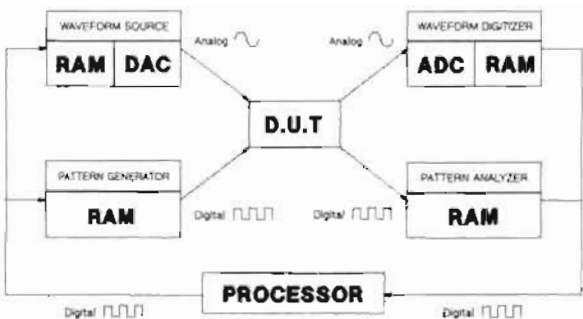 WAVEFORM SOURCE
RAM DAC
Analog
Analog
WAVEFORM DIGITIZER
ADC RAM
D.U.T
PATTERN GENERATOR
RAM
Digital
Digital
PATTERN ANALYZER
RAM
PROCESSOR
Digital
Digital